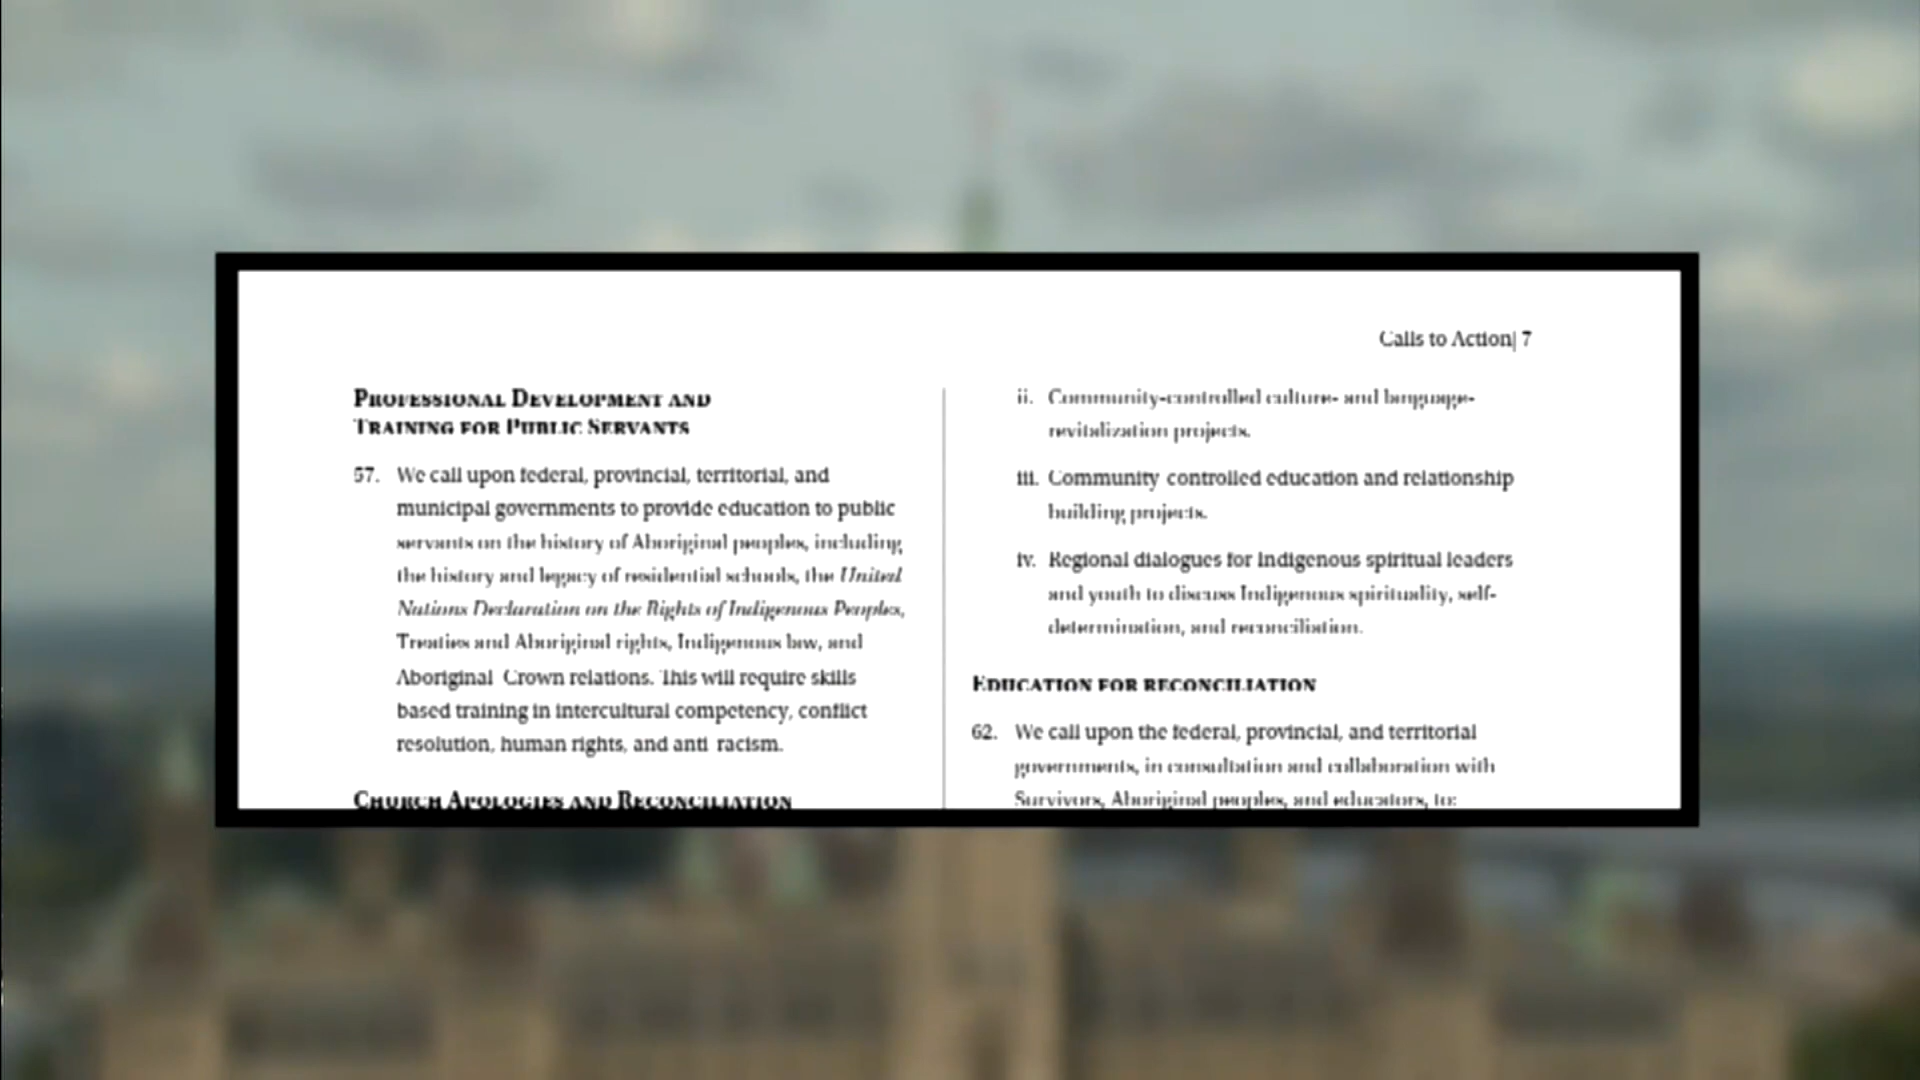 Calls to Action| 7
PROFESSIONAL DEVELOPMENT AND
TRAINING FOR PUBLIC SERVANTS
57. We call upon federal, provincial, territorial, and
municipal governments to provide education to public
servants on the history of Aboriginal peoples, including
the history and legacy of residential schools, the United
Nations Declaration on the Rights of Indigenous Peoples,
Treaties and Aboriginal rights, Indigenous law, and
Aboriginal Crown relations. This will require skills
based training in intercultural competency, conflict
resolution, human rights, and anti racism.
CHURCH APOLOGIES AND RECONCILIATION
ii. Community-controlled culture- and language-
revitalization projects.
iii. Community controlled education and relationship
building projects.
iv. Regional dialogues for Indigenous spiritual leaders
and youth to discuss Indigenous spirituality, self-
determination, and reconciliation.
EDUCATION FOR RECONCILIATION
62. We call upon the federal, provincial, and territorial
governments, in consultation and collaboration with
Survivors, Aboriginal peoples, and educators, to: